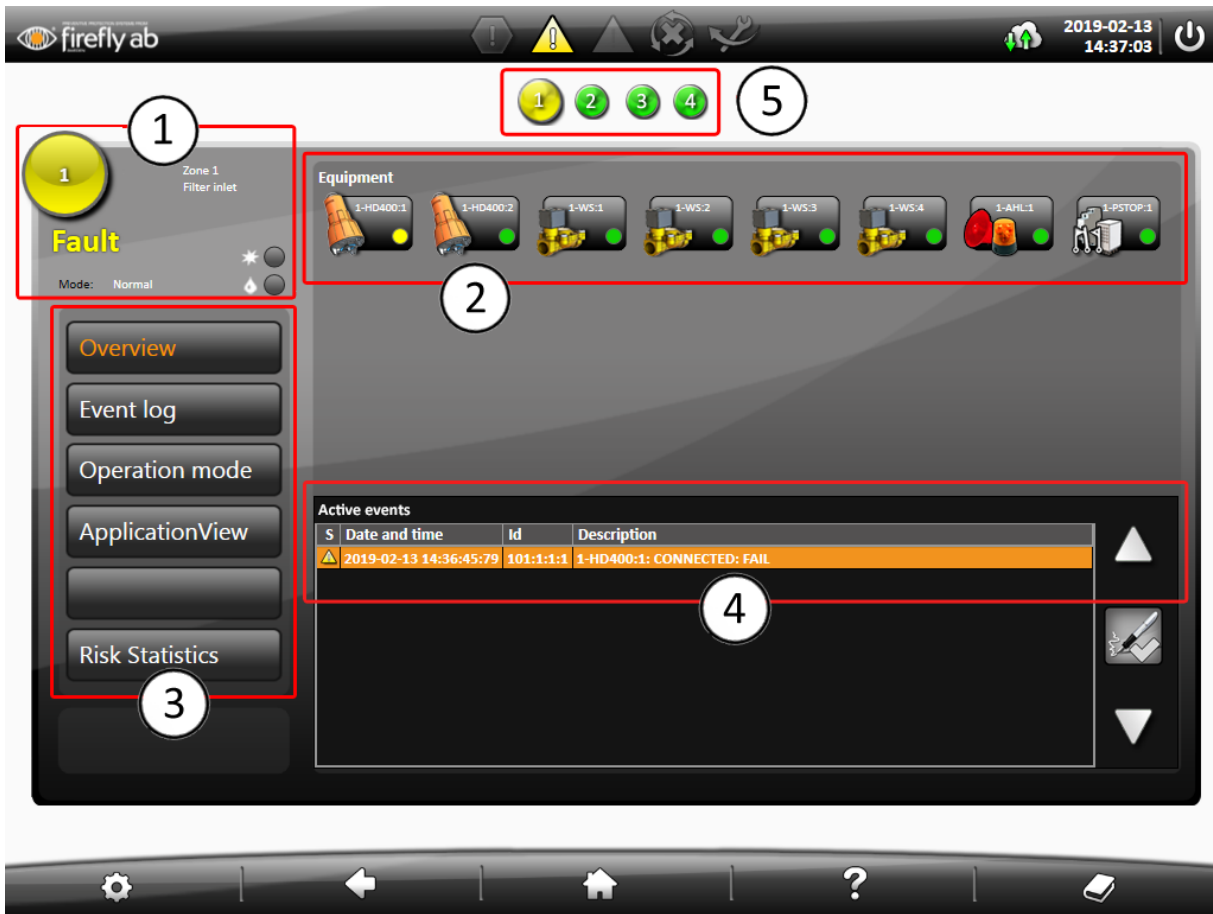 firefly ab
2019-02-13
14:37:03
1 2 3 4
5
1
1
Zone 1
Filter inlet
Fault
Mode: Normal
Equipment
1-HD400:1
1-HD400:2
1-WS:1
1-WS:2
1-WS:3
1-WS:4
1-AHL:1
1-PSTOP:1
2
Overview
Event log
Operation mode
ApplicationView
Risk Statistics
3
Active events
S Date and time Id Description
2019-02-13 14:36:45:79 101:1:1:1 1-HD400:1: CONNECTED: FAIL
4
?